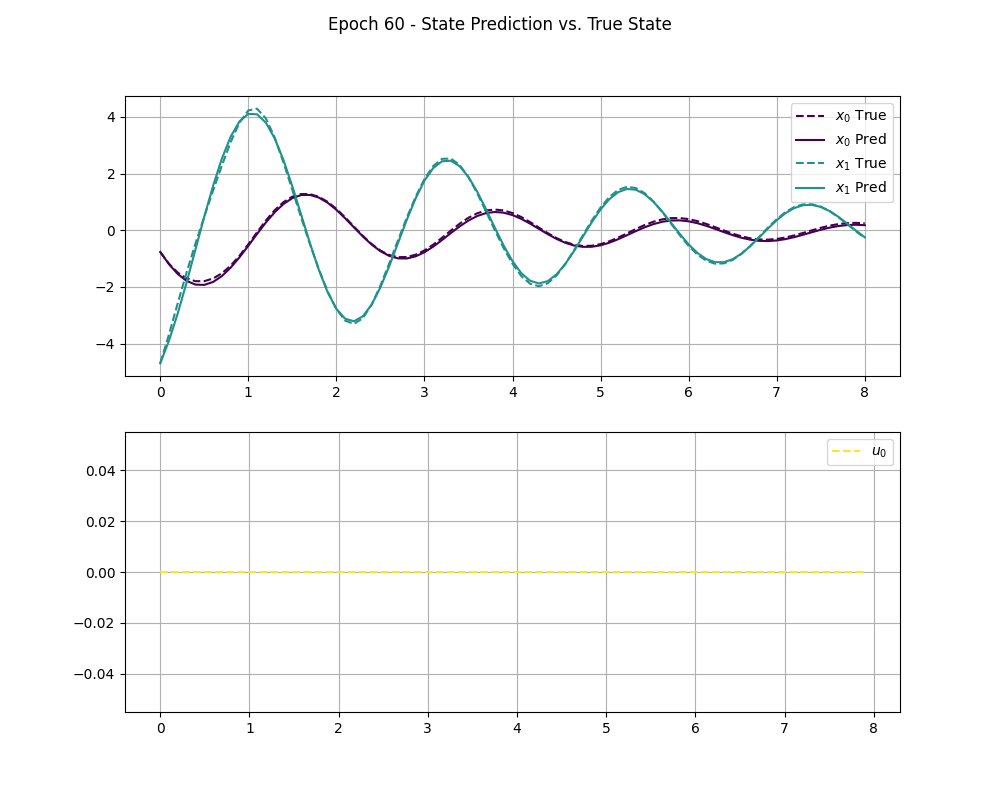 Epoch 60 - State Prediction vs. True State
x₀ True
x₀ Pred
x₁ True
x₁ Pred
4
2
0
−2
−4
0 1 2 3 4 5 6 7 8
u₀
0.04
0.02
0.00
−0.02
−0.04
0 1 2 3 4 5 6 7 8